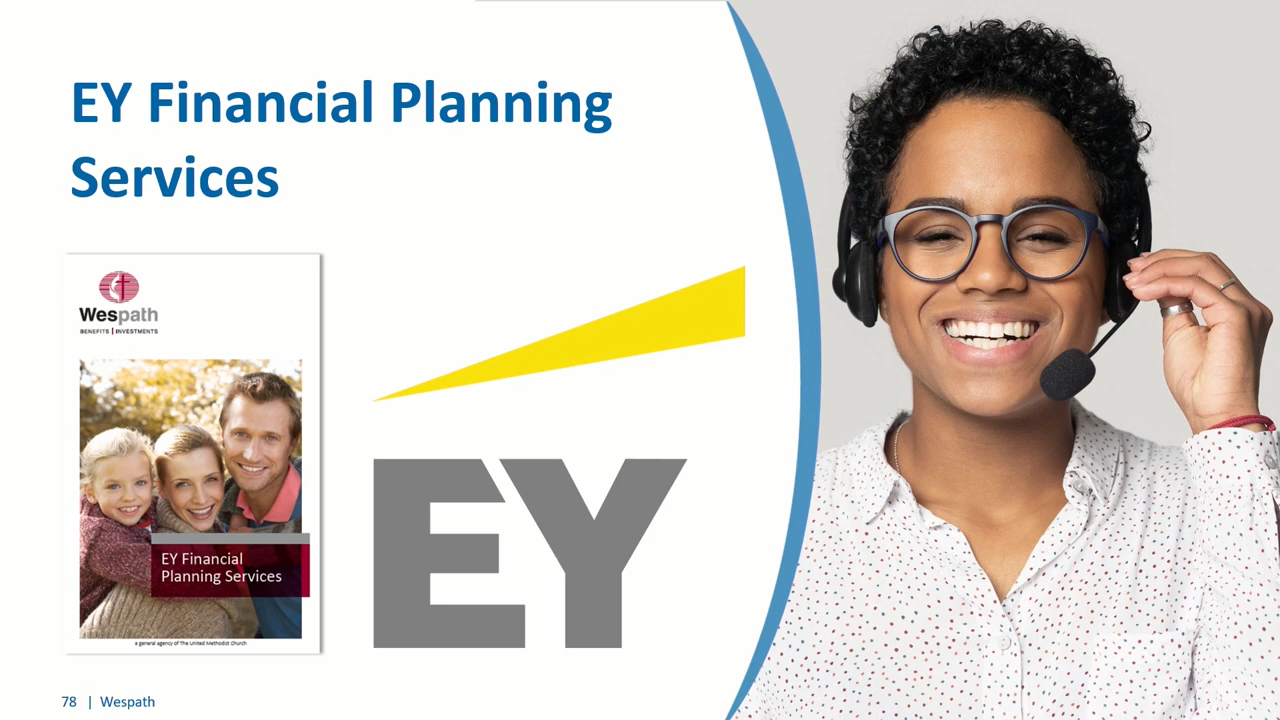 EY Financial Planning
Services
Wespath
BENEFITS | INVESTMENTS
EY Financial
Planning Services
a general agency of The United Methodist Church
EY
78 | Wespath